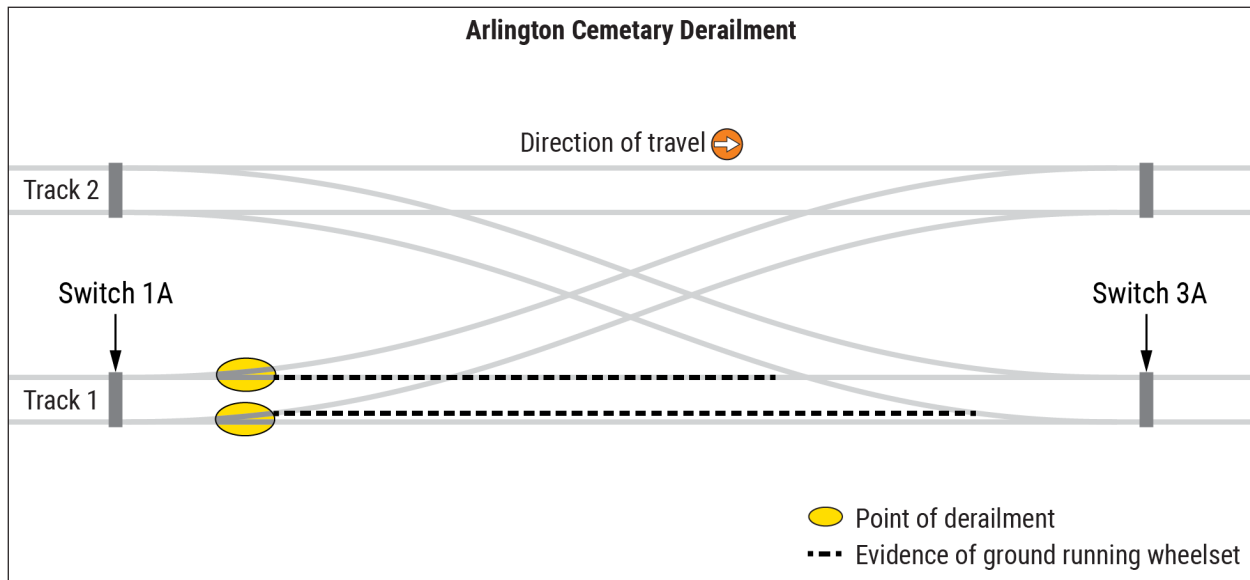 Arlington Cemetary Derailment
Direction of travel
Track 2
Switch 1A
Switch 3A
Track 1
Point of derailment
Evidence of ground running wheelset